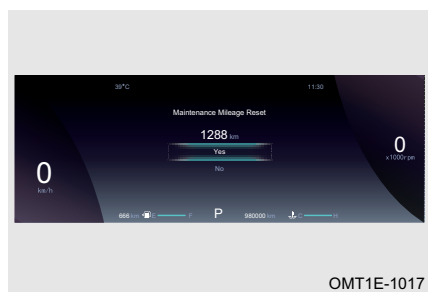 39°C 11:30
Maintenance Mileage Reset
1288 km
Yes
No
0
km/h
0
x1000rpm
666 km E F P 980000 km C H
OMT1E-1017